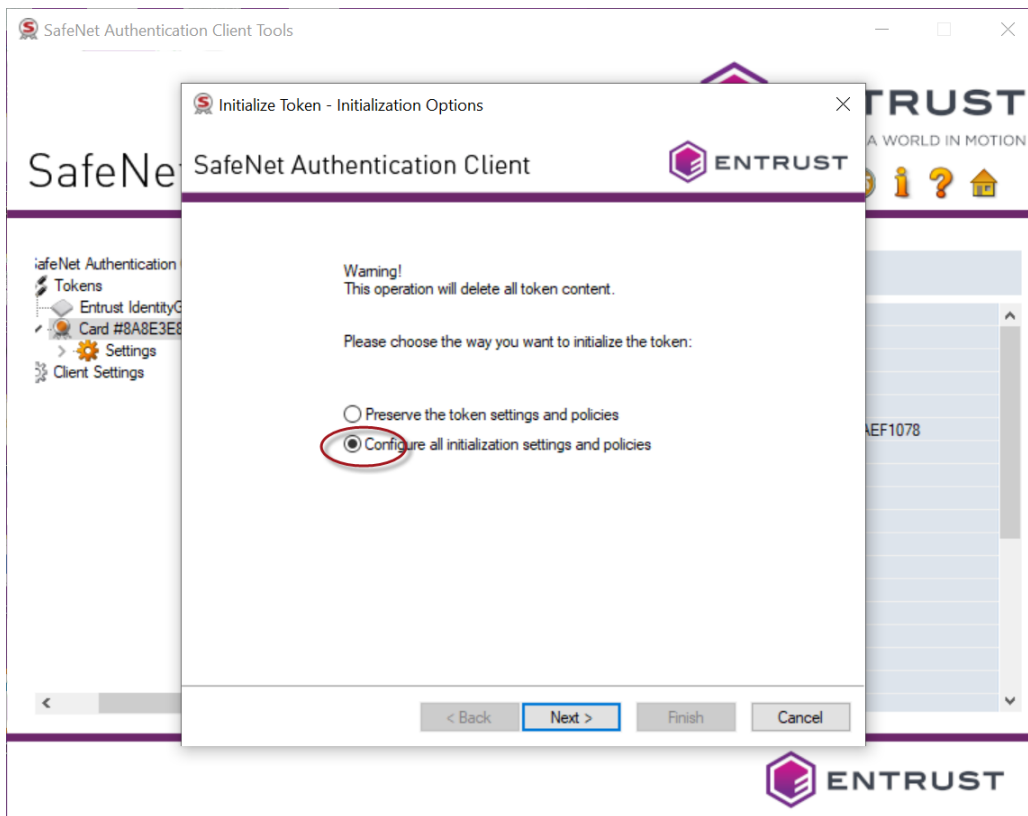 SafeNet Authentication Client Tools
Initialize Token - Initialization Options
TRUST
A WORLD IN MOTION
SafeNe
SafeNet Authentication Client
ENTRUST
afeNet Authentication
Tokens
Entrust IdentityG
Card #8A8E3E8
Settings
Client Settings
Warning!
This operation will delete all token content.
Please choose the way you want to initialize the token:
Preserve the token settings and policies
Configure all initialization settings and policies
AEF1078
< Back
Next >
Finish
Cancel
ENTRUST